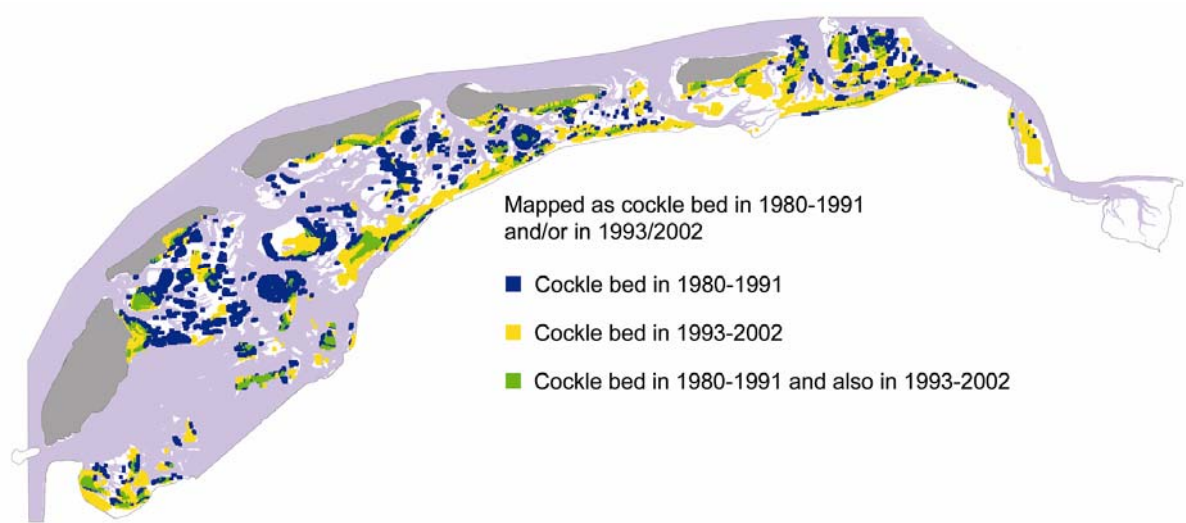 Mapped as cockle bed in 1980-1991
and/or in 1993/2002
Cockle bed in 1980-1991
Cockle bed in 1993-2002
Cockle bed in 1980-1991 and also in 1993-2002